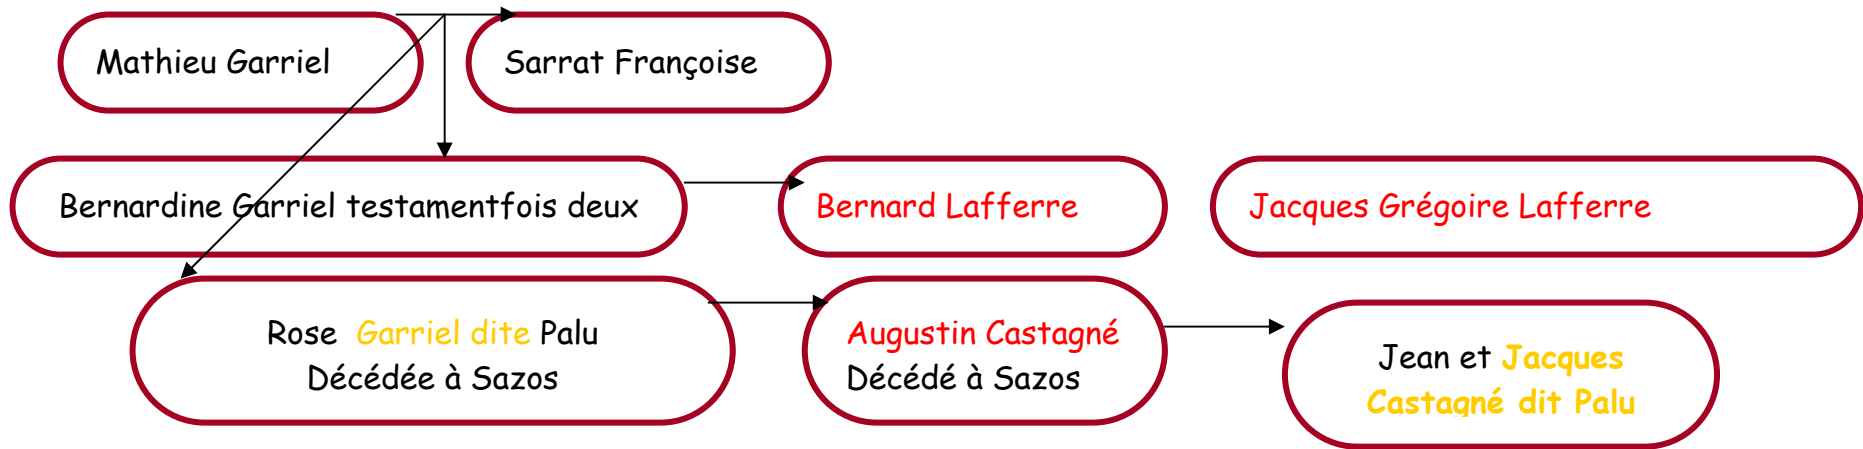 Mathieu Garriel
Sarrat Françoise
Bernardine Garriel testamentfois deux
Bernard Lafferre
Jacques Grégoire Lafferre
Rose Garriel dite Palu
Décédée à Sazos
Augustin Castagné
Décédé à Sazos
Jean et Jacques
Castagné dit Palu